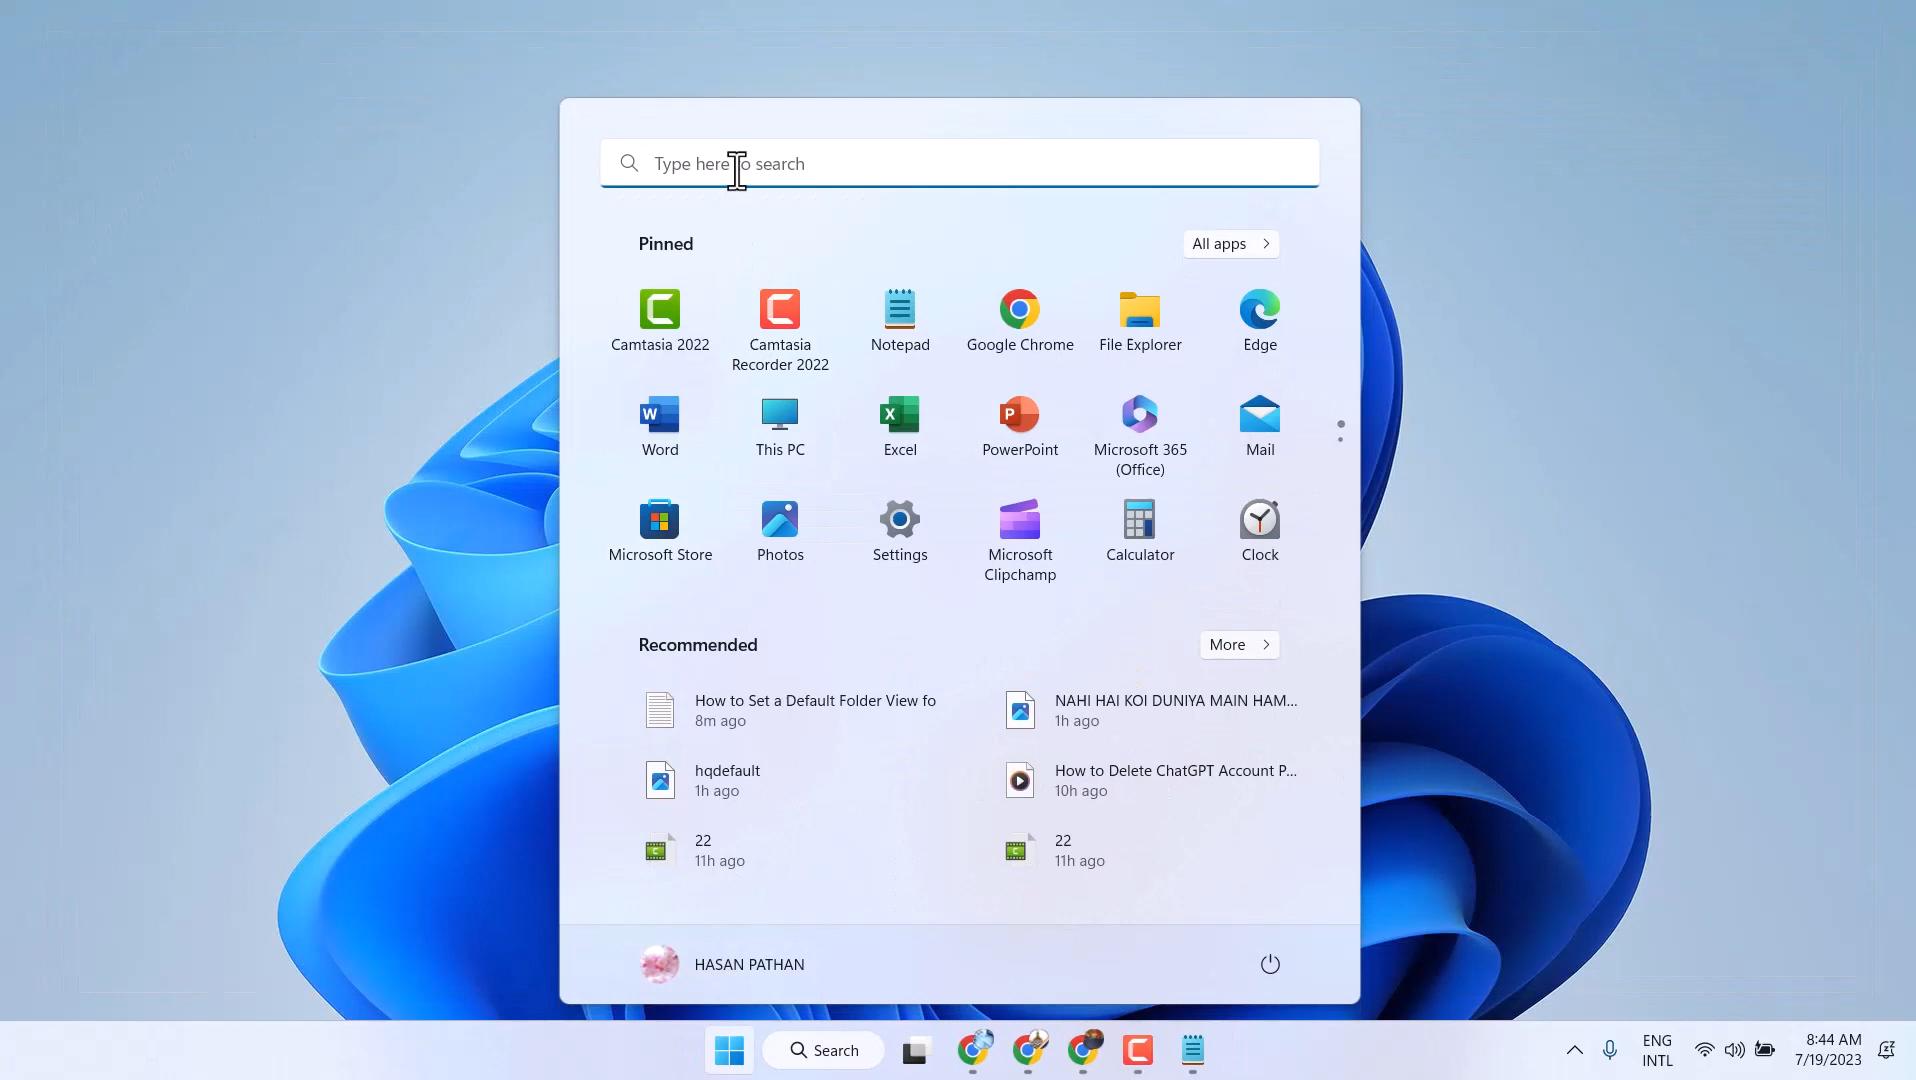 Type here to search
Pinned
All apps
Camtasia 2022
Camtasia
Recorder 2022
Notepad
Google Chrome
File Explorer
Edge
Word
This PC
Excel
PowerPoint
Microsoft 365
(Office)
Mail
Microsoft Store
Photos
Settings
Microsoft
Clipchamp
Calculator
Clock
Recommended
More
How to Set a Default Folder View fo
8m ago
NAHI HAI KOI DUNIYA MAIN HAM...
1h ago
hqdefault
1h ago
How to Delete ChatGPT Account P...
10h ago
22
11h ago
22
11h ago
HASAN PATHAN
Search
ENG
INTL
8:44 AM
7/19/2023